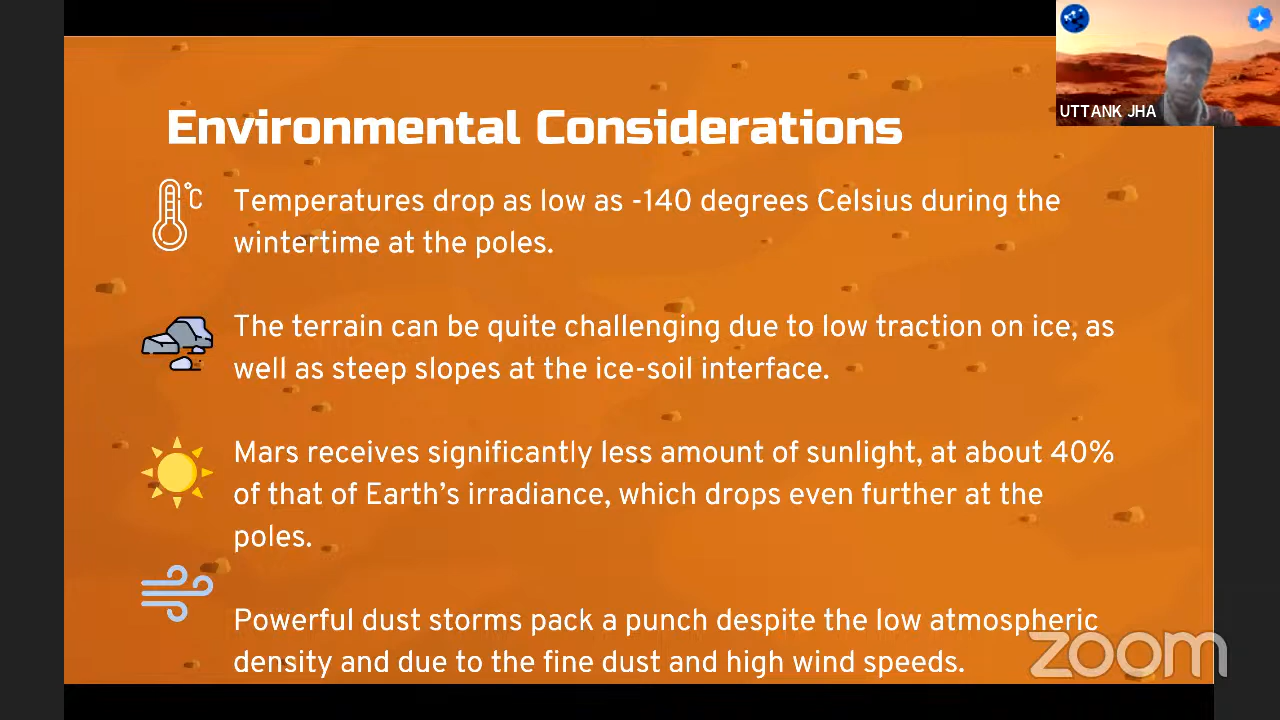 UTTANK JHA
Environmental Considerations
°C
Temperatures drop as low as -140 degrees Celsius during the
wintertime at the poles.
The terrain can be quite challenging due to low traction on ice, as
well as steep slopes at the ice-soil interface.
Mars receives significantly less amount of sunlight, at about 40%
of that of Earth's irradiance, which drops even further at the
poles.
Powerful dust storms pack a punch despite the low atmospheric
density and due to the fine dust and high wind speeds.
zoom